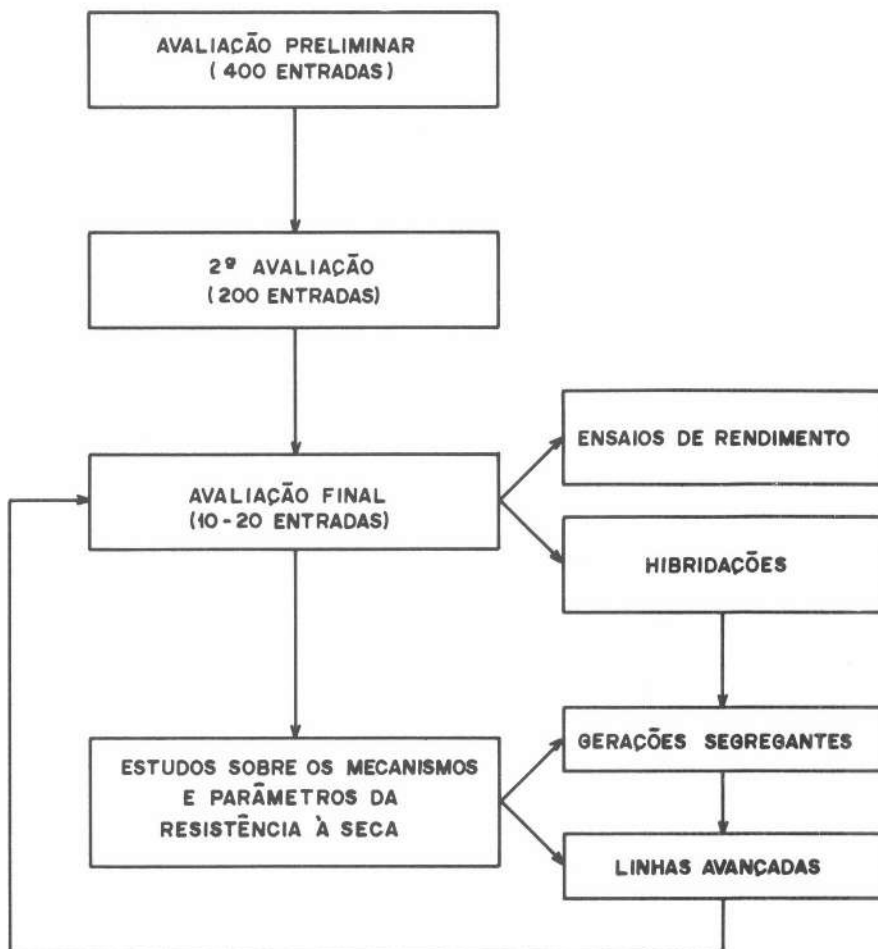 AVALIAÇÃO PRELIMINAR
( 400 ENTRADAS)
2ª AVALIAÇÃO
(200 ENTRADAS)
AVALIAÇÃO FINAL
(10-20 ENTRADAS)
ENSAIOS DE RENDIMENTO
HIBRIDAÇÕES
ESTUDOS SOBRE OS MECANISMOS
E PARÂMETROS DA
RESISTÊNCIA À SECA
GERAÇÕES SEGREGANTES
LINHAS AVANÇADAS